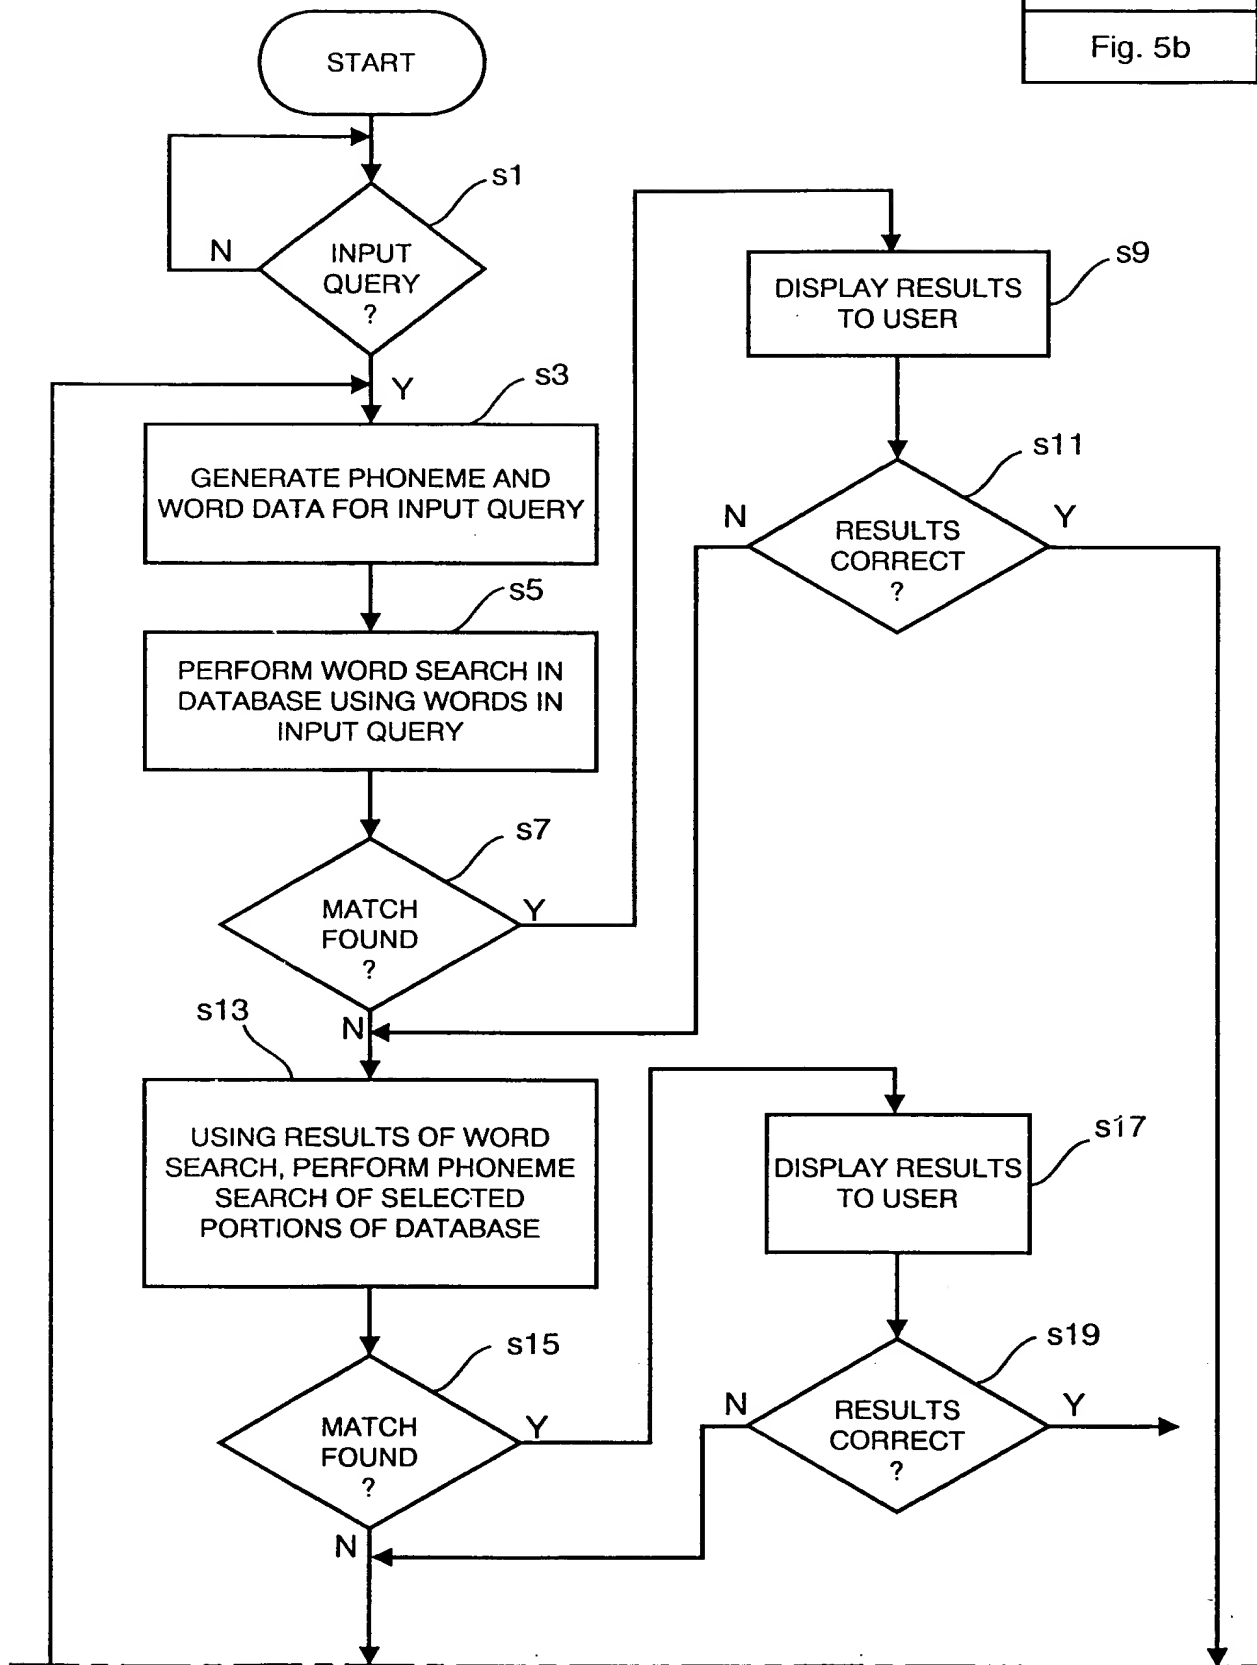 Fig. 5b
START
s1
N
INPUT
QUERY
?
Y
s3
GENERATE PHONEME AND
WORD DATA FOR INPUT QUERY
s5
PERFORM WORD SEARCH IN
DATABASE USING WORDS IN
INPUT QUERY
s7
MATCH
FOUND
?
Y
N
s9
DISPLAY RESULTS
TO USER
s11
N
RESULTS
CORRECT
?
Y
s13
USING RESULTS OF WORD
SEARCH, PERFORM PHONEME
SEARCH OF SELECTED
PORTIONS OF DATABASE
s15
MATCH
FOUND
?
Y
N
s17
DISPLAY RESULTS
TO USER
s19
N
RESULTS
CORRECT
?
Y